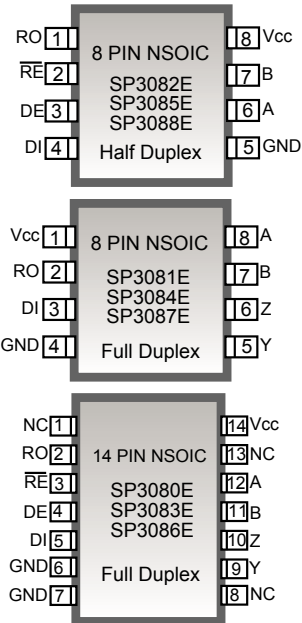 RO 1 8 Vcc
8 PIN NSOIC
RE 2 7 B
SP3082E
DE 3 SP3085E 6 A
SP3088E
DI 4 Half Duplex 5 GND
Vcc 1 8 PIN NSOIC 8 A
RO 2 SP3081E 7 B
SP3084E
DI 3 SP3087E 6 Z
GND 4 Full Duplex 5 Y
NC 1 14 Vcc
RO 2 14 PIN NSOIC 13 NC
RE 3 SP3080E 12 A
DE 4 SP3083E 11 B
DI 5 SP3086E 10 Z
GND 6 Full Duplex 9 Y
GND 7 8 NC